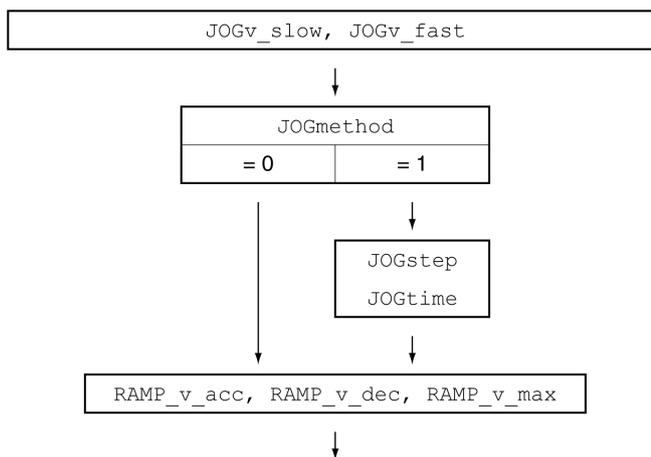 JOGv_slow, JOGv_fast
JOGmethod
= 0 = 1
JOGstep
JOGtime
RAMP_v_acc, RAMP_v_dec, RAMP_v_max